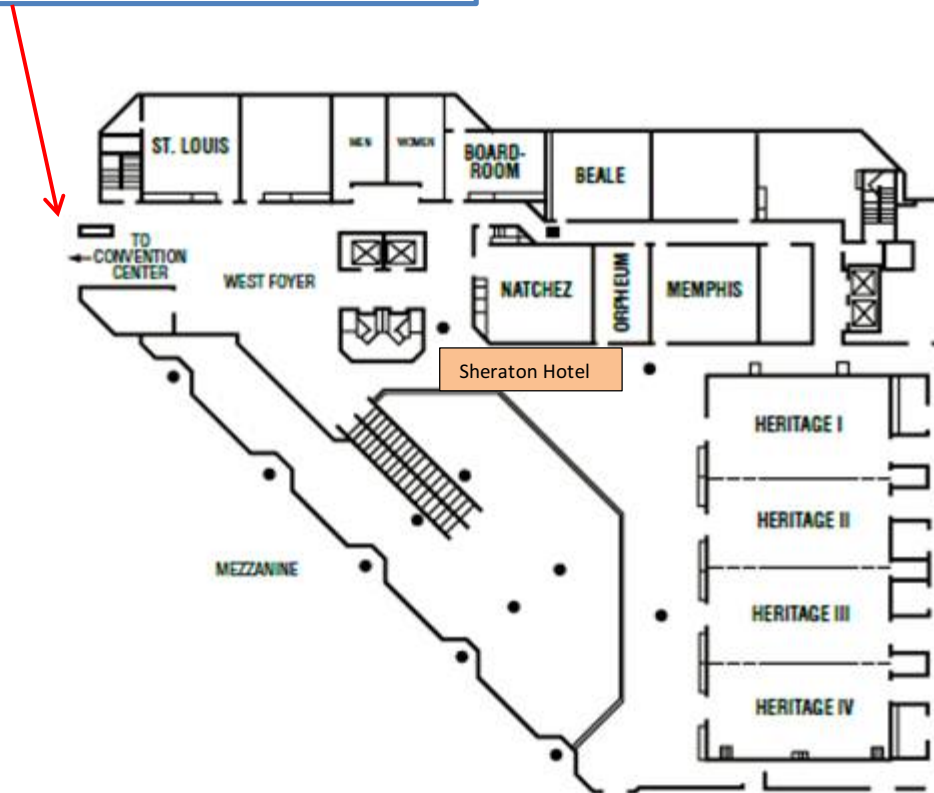 ST. LOUIS
MEN
WOMEN
BOARD-
ROOM
BEALE
TO
CONVENTION
CENTER
WEST FOYER
NATCHEZ
ORPHEUM
MEMPHIS
Sheraton Hotel
HERITAGE I
HERITAGE II
MEZZANINE
HERITAGE III
HERITAGE IV